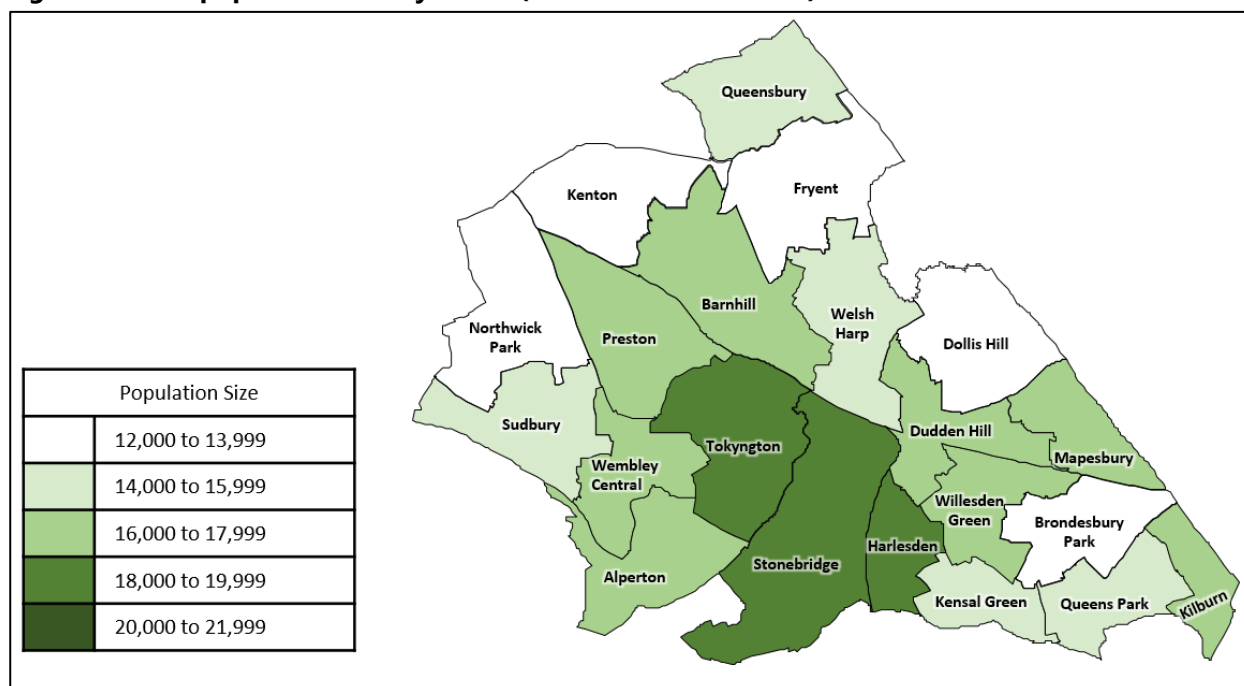 Queensbury
Kenton
Fryent
Barnhill
Welsh
Harp
Northwick
Park
Preston
Dollis Hill
Population Size
12,000 to 13,999
14,000 to 15,999
16,000 to 17,999
18,000 to 19,999
20,000 to 21,999
Sudbury
Tokyngton
Dudden Hill
Mapesbury
Wembley
Central
Willesden
Green
Brondesbury
Park
Alperton
Stonebridge
Harlesden
Kensal Green
Queens Park
Kilburn